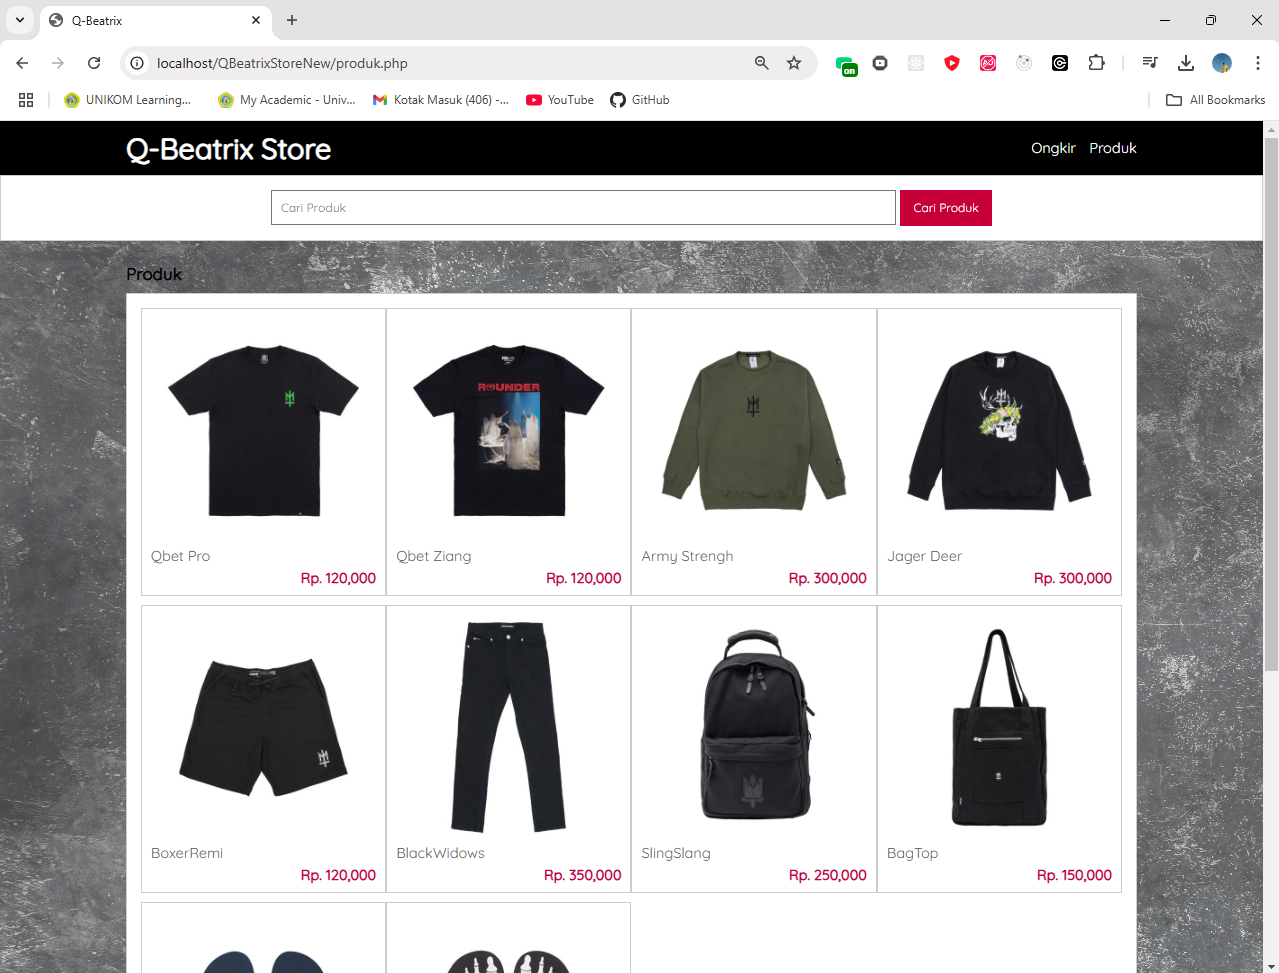 Q-Beatrix
localhost/QBeatrixStoreNew/produk.php
on
UNIKOM Learning... My Academic - Univ... Kotak Masuk (406) -... YouTube GitHub All Bookmarks
Q-Beatrix Store Ongkir Produk
Cari Produk Cari Produk
Produk
ROUNDER
Qbet Pro Qbet Ziang Army Strengh Jager Deer
Rp. 120,000 Rp. 120,000 Rp. 300,000 Rp. 300,000
BoxerRemi BlackWidows SlingSlang BagTop
Rp. 120,000 Rp. 350,000 Rp. 250,000 Rp. 150,000